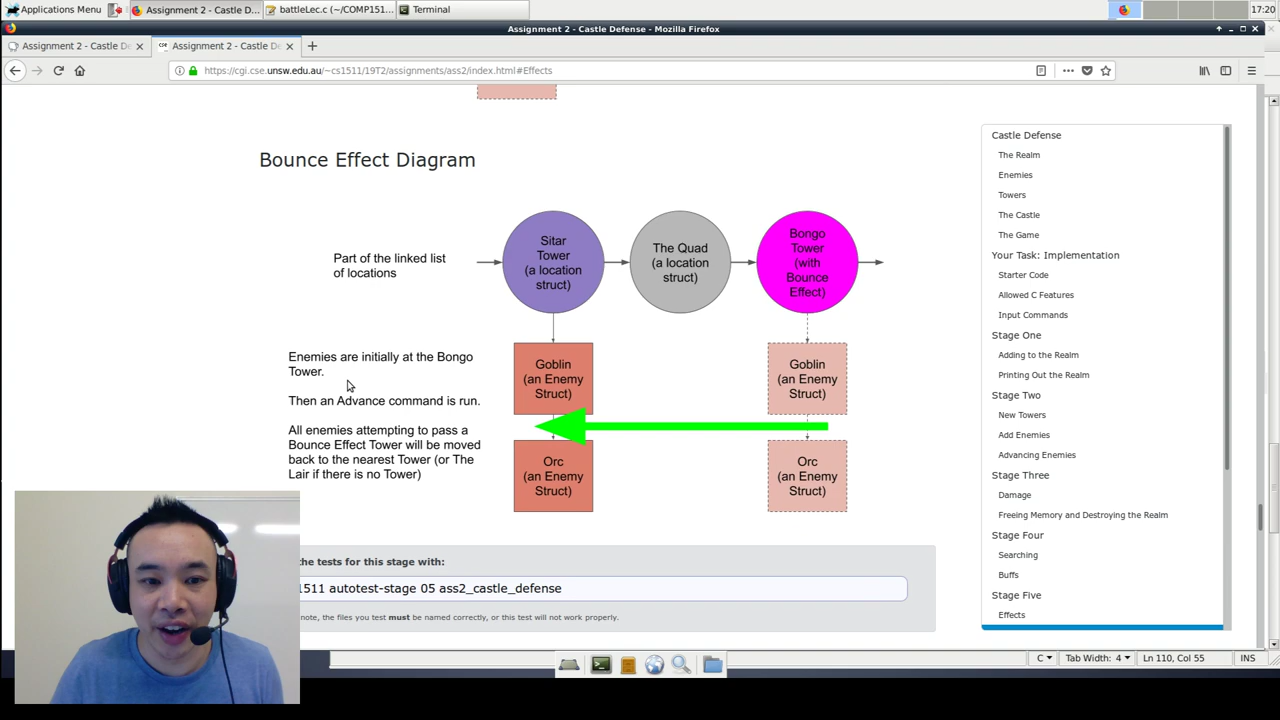 Applications Menu
Assignment 2 - Castle D...
battleLec.c (~/COMP151...
Terminal
17:20
Assignment 2 - Castle Defense - Mozilla Firefox
Assignment 2 - Castle De
Assignment 2 - Castle De
https://cgi.cse.unsw.edu.au/~cs1511/19T2/assignments/ass2/index.html#Effects
Bounce Effect Diagram
Part of the linked list
of locations
Sitar
Tower
(a location
struct)
The Quad
(a location
struct)
Bongo
Tower
(with
Bounce
Effect)
Enemies are initially at the Bongo
Tower.
Then an Advance command is run.
All enemies attempting to pass a
Bounce Effect Tower will be moved
back to the nearest Tower (or The
Lair if there is no Tower)
Goblin
(an Enemy
Struct)
Goblin
(an Enemy
Struct)
Orc
(an Enemy
Struct)
Orc
(an Enemy
Struct)
the tests for this stage with:
1511 autotest-stage 05 ass2_castle_defense
note, the files you test must be named correctly, or this test will not work properly.
Castle Defense
The Realm
Enemies
Towers
The Castle
The Game
Your Task: Implementation
Starter Code
Allowed C Features
Input Commands
Stage One
Adding to the Realm
Printing Out the Realm
Stage Two
New Towers
Add Enemies
Advancing Enemies
Stage Three
Damage
Freeing Memory and Destroying the Realm
Stage Four
Searching
Buffs
Stage Five
Effects
C
Tab Width: 4
Ln 110, Col 55
INS